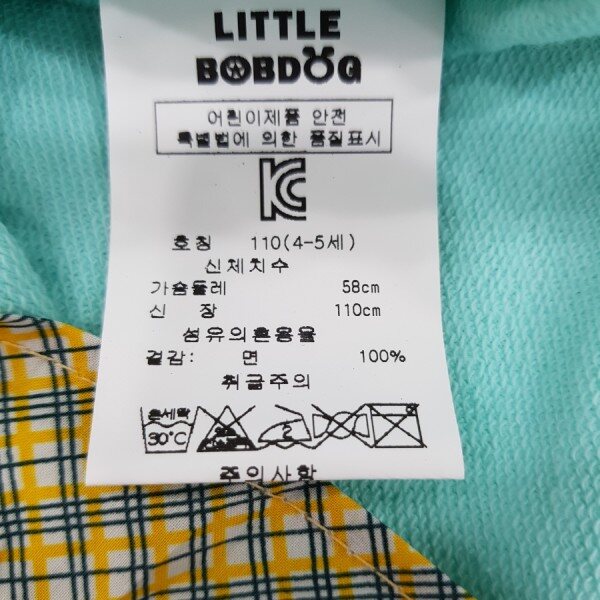 LITTLE
BOBDOG
어린이제품 안전
특별법에 의한 품질표시
KC
호칭 110(4-5세)
신체치수
가슴둘레 58cm
신 장 110cm
섬유의혼용율
겉감: 면 100%
취급주의
손세탁
30℃
2
주의사항